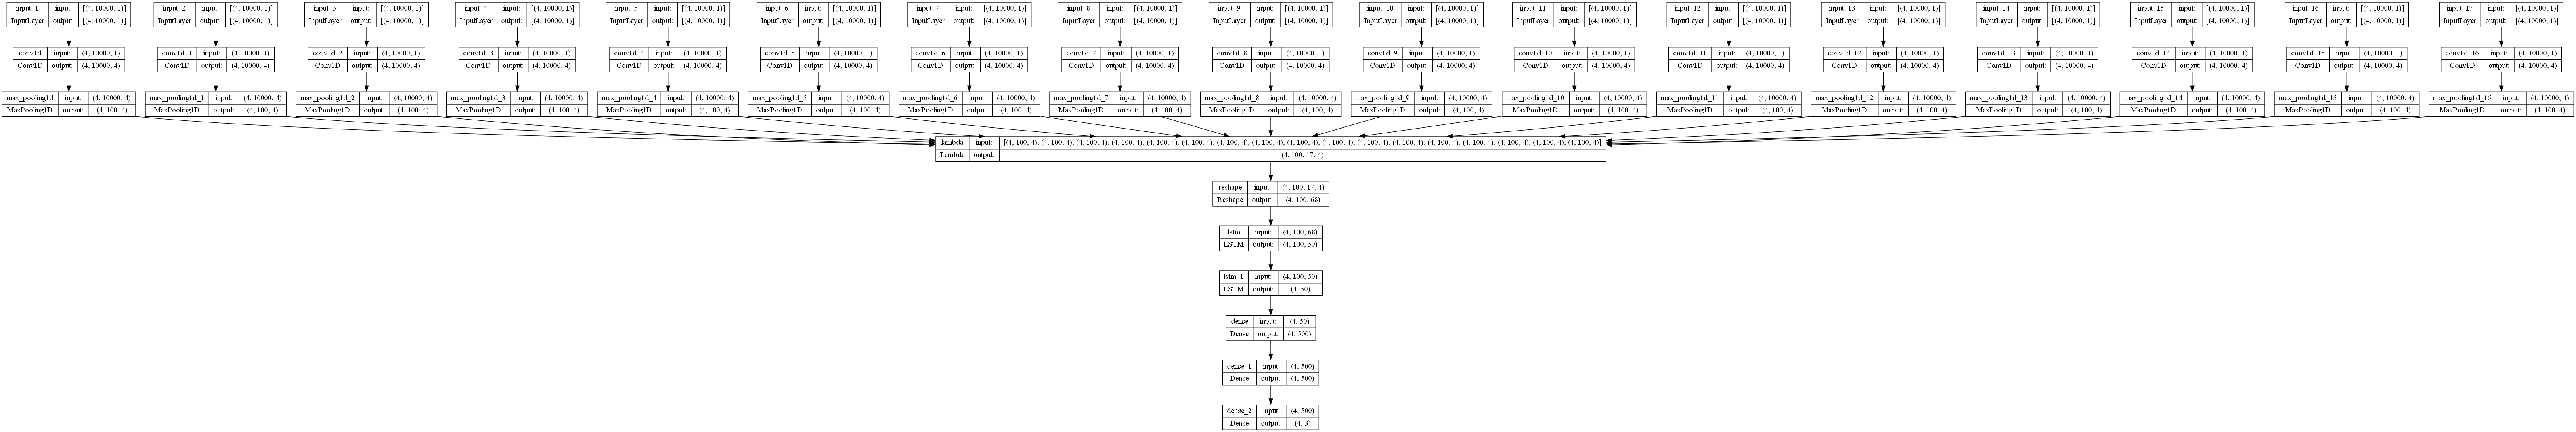 input_1 input: [(4, 10000, 1)] input_2 input: [(4, 10000, 1)] input_3 input: [(4, 10000, 1)] input_4 input: [(4, 10000, 1)] input_5 input: [(4, 10000, 1)] input_6 input: [(4, 10000, 1)] input_7 input: [(4, 10000, 1)] input_8 input: [(4, 10000, 1)] input_9 input: [(4, 10000, 1)] input_10 input: [(4, 10000, 1)] input_11 input: [(4, 10000, 1)] input_12 input: [(4, 10000, 1)] input_13 input: [(4, 10000, 1)] input_14 input: [(4, 10000, 1)] input_15 input: [(4, 10000, 1)] input_16 input: [(4, 10000, 1)] input_17 input: [(4, 10000, 1)]
InputLayer output: [(4, 10000, 1)] InputLayer output: [(4, 10000, 1)] InputLayer output: [(4, 10000, 1)] InputLayer output: [(4, 10000, 1)] InputLayer output: [(4, 10000, 1)] InputLayer output: [(4, 10000, 1)] InputLayer output: [(4, 10000, 1)] InputLayer output: [(4, 10000, 1)] InputLayer output: [(4, 10000, 1)] InputLayer output: [(4, 10000, 1)] InputLayer output: [(4, 10000, 1)] InputLayer output: [(4, 10000, 1)] InputLayer output: [(4, 10000, 1)] InputLayer output: [(4, 10000, 1)] InputLayer output: [(4, 10000, 1)] InputLayer output: [(4, 10000, 1)] InputLayer output: [(4, 10000, 1)]
conv1d input: (4, 10000, 1) conv1d_1 input: (4, 10000, 1) conv1d_2 input: (4, 10000, 1) conv1d_3 input: (4, 10000, 1) conv1d_4 input: (4, 10000, 1) conv1d_5 input: (4, 10000, 1) conv1d_6 input: (4, 10000, 1) conv1d_7 input: (4, 10000, 1) conv1d_8 input: (4, 10000, 1) conv1d_9 input: (4, 10000, 1) conv1d_10 input: (4, 10000, 1) conv1d_11 input: (4, 10000, 1) conv1d_12 input: (4, 10000, 1) conv1d_13 input: (4, 10000, 1) conv1d_14 input: (4, 10000, 1) conv1d_15 input: (4, 10000, 1) conv1d_16 input: (4, 10000, 1)
Conv1D output: (4, 10000, 4) Conv1D output: (4, 10000, 4) Conv1D output: (4, 10000, 4) Conv1D output: (4, 10000, 4) Conv1D output: (4, 10000, 4) Conv1D output: (4, 10000, 4) Conv1D output: (4, 10000, 4) Conv1D output: (4, 10000, 4) Conv1D output: (4, 10000, 4) Conv1D output: (4, 10000, 4) Conv1D output: (4, 10000, 4) Conv1D output: (4, 10000, 4) Conv1D output: (4, 10000, 4) Conv1D output: (4, 10000, 4) Conv1D output: (4, 10000, 4) Conv1D output: (4, 10000, 4) Conv1D output: (4, 10000, 4)
max_pooling1d input: (4, 10000, 4) max_pooling1d_1 input: (4, 10000, 4) max_pooling1d_2 input: (4, 10000, 4) max_pooling1d_3 input: (4, 10000, 4) max_pooling1d_4 input: (4, 10000, 4) max_pooling1d_5 input: (4, 10000, 4) max_pooling1d_6 input: (4, 10000, 4) max_pooling1d_7 input: (4, 10000, 4) max_pooling1d_8 input: (4, 10000, 4) max_pooling1d_9 input: (4, 10000, 4) max_pooling1d_10 input: (4, 10000, 4) max_pooling1d_11 input: (4, 10000, 4) max_pooling1d_12 input: (4, 10000, 4) max_pooling1d_13 input: (4, 10000, 4) max_pooling1d_14 input: (4, 10000, 4) max_pooling1d_15 input: (4, 10000, 4) max_pooling1d_16 input: (4, 10000, 4)
MaxPooling1D output: (4, 100, 4) MaxPooling1D output: (4, 100, 4) MaxPooling1D output: (4, 100, 4) MaxPooling1D output: (4, 100, 4) MaxPooling1D output: (4, 100, 4) MaxPooling1D output: (4, 100, 4) MaxPooling1D output: (4, 100, 4) MaxPooling1D output: (4, 100, 4) MaxPooling1D output: (4, 100, 4) MaxPooling1D output: (4, 100, 4) MaxPooling1D output: (4, 100, 4) MaxPooling1D output: (4, 100, 4) MaxPooling1D output: (4, 100, 4) MaxPooling1D output: (4, 100, 4) MaxPooling1D output: (4, 100, 4) MaxPooling1D output: (4, 100, 4) MaxPooling1D output: (4, 100, 4)
lambda input: [(4, 100, 4), (4, 100, 4), (4, 100, 4), (4, 100, 4), (4, 100, 4), (4, 100, 4), (4, 100, 4), (4, 100, 4), (4, 100, 4), (4, 100, 4), (4, 100, 4), (4, 100, 4), (4, 100, 4), (4, 100, 4), (4, 100, 4), (4, 100, 4), (4, 100, 4)]
Lambda output: (4, 100, 17, 4)
reshape input: (4, 100, 17, 4)
Reshape output: (4, 100, 68)
lstm input: (4, 100, 68)
LSTM output: (4, 100, 50)
lstm_1 input: (4, 100, 50)
LSTM output: (4, 50)
dense input: (4, 50)
Dense output: (4, 500)
dense_1 input: (4, 500)
Dense output: (4, 500)
dense_2 input: (4, 500)
Dense output: (4, 3)